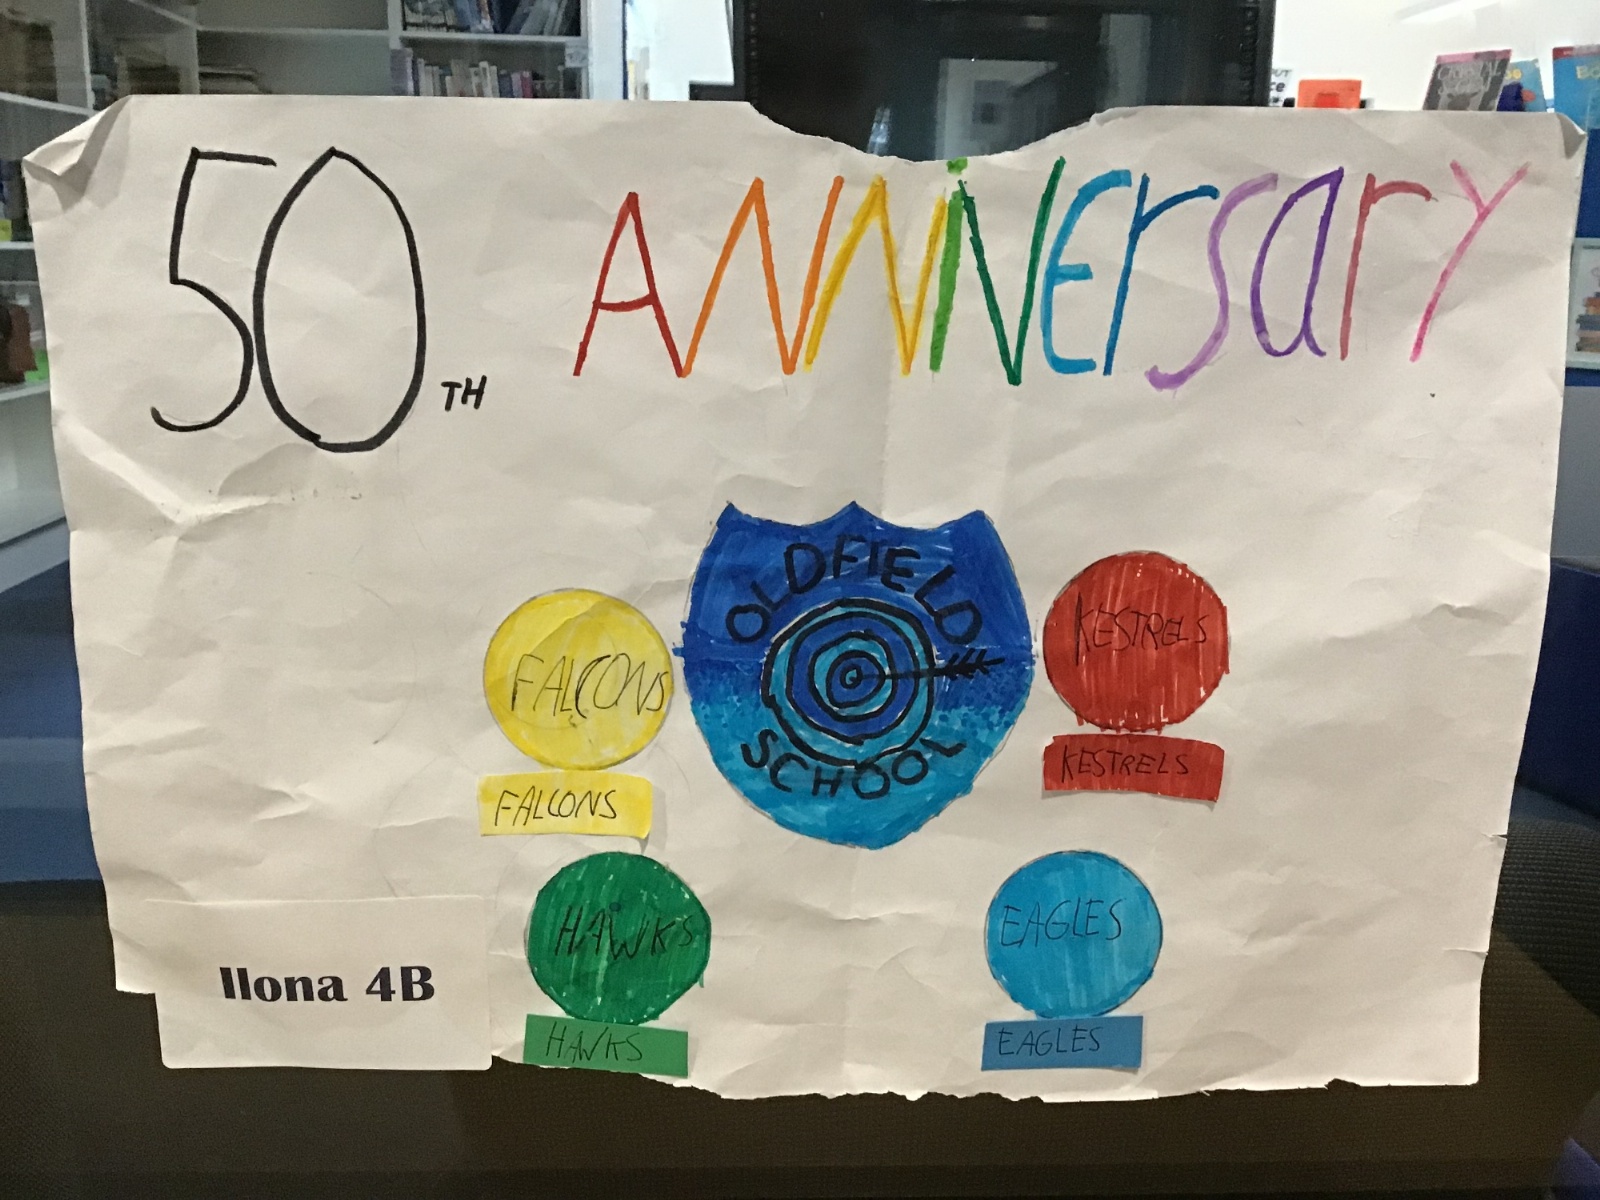 50TH ANNiVErsary
OLDFIELD
SCHOOL
FALCONS
FALCONS
KESTRELS
KESTRELS
HAWKS
HAWKS
EAGLES
EAGLES
Ilona 4B